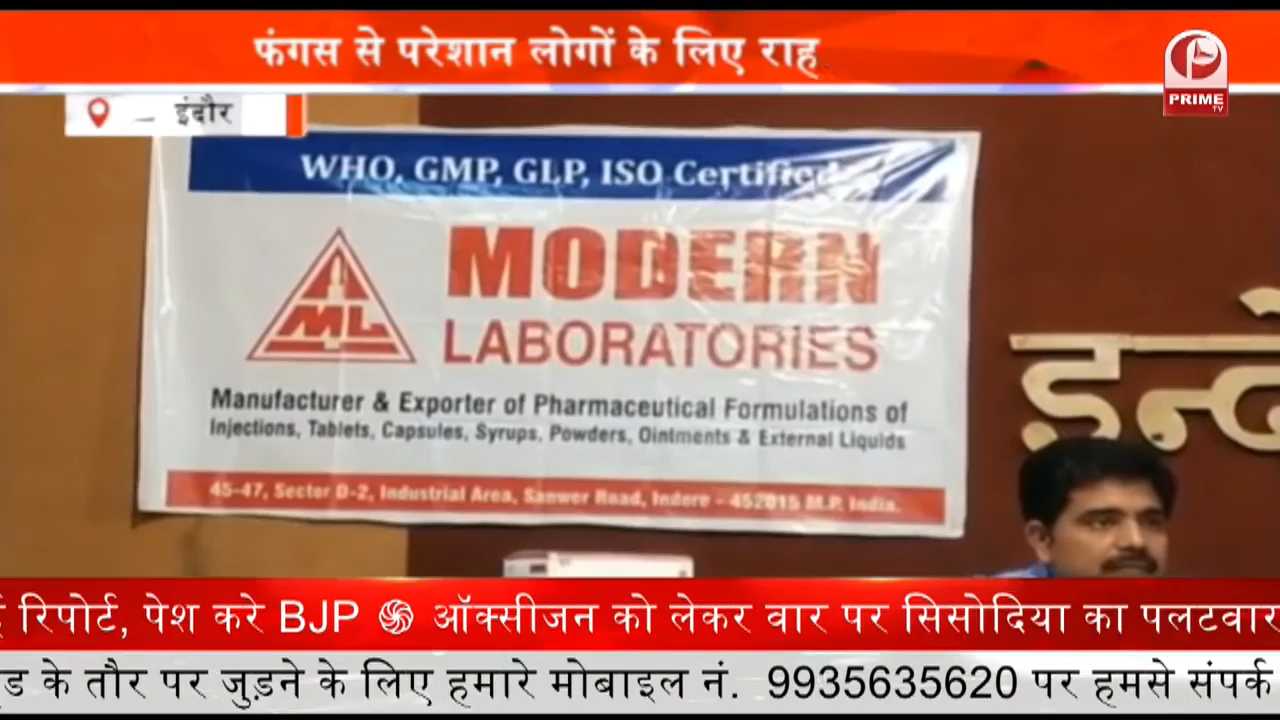 फंगस से परेशान लोगों के लिए राह
PRIME
TV
इंदौर
WHO, GMP, GLP, ISO Certified
ML
MODERN
LABORATORIES
Manufacturer & Exporter of Pharmaceutical Formulations of
Injections, Tablets, Capsules, Syrups, Powders, Ointments & External Liquids
45-47, Sector D-2, Industrial Area, Sanwer Road, Indore - 452015 M.P. India.
रिपोर्ट, पेश करे BJP ֍ ऑक्सीजन को लेकर वार पर सिसोदिया का पलटवार
के तौर पर जुड़ने के लिए हमारे मोबाइल नं. 9935635620 पर हमसे संपर्क